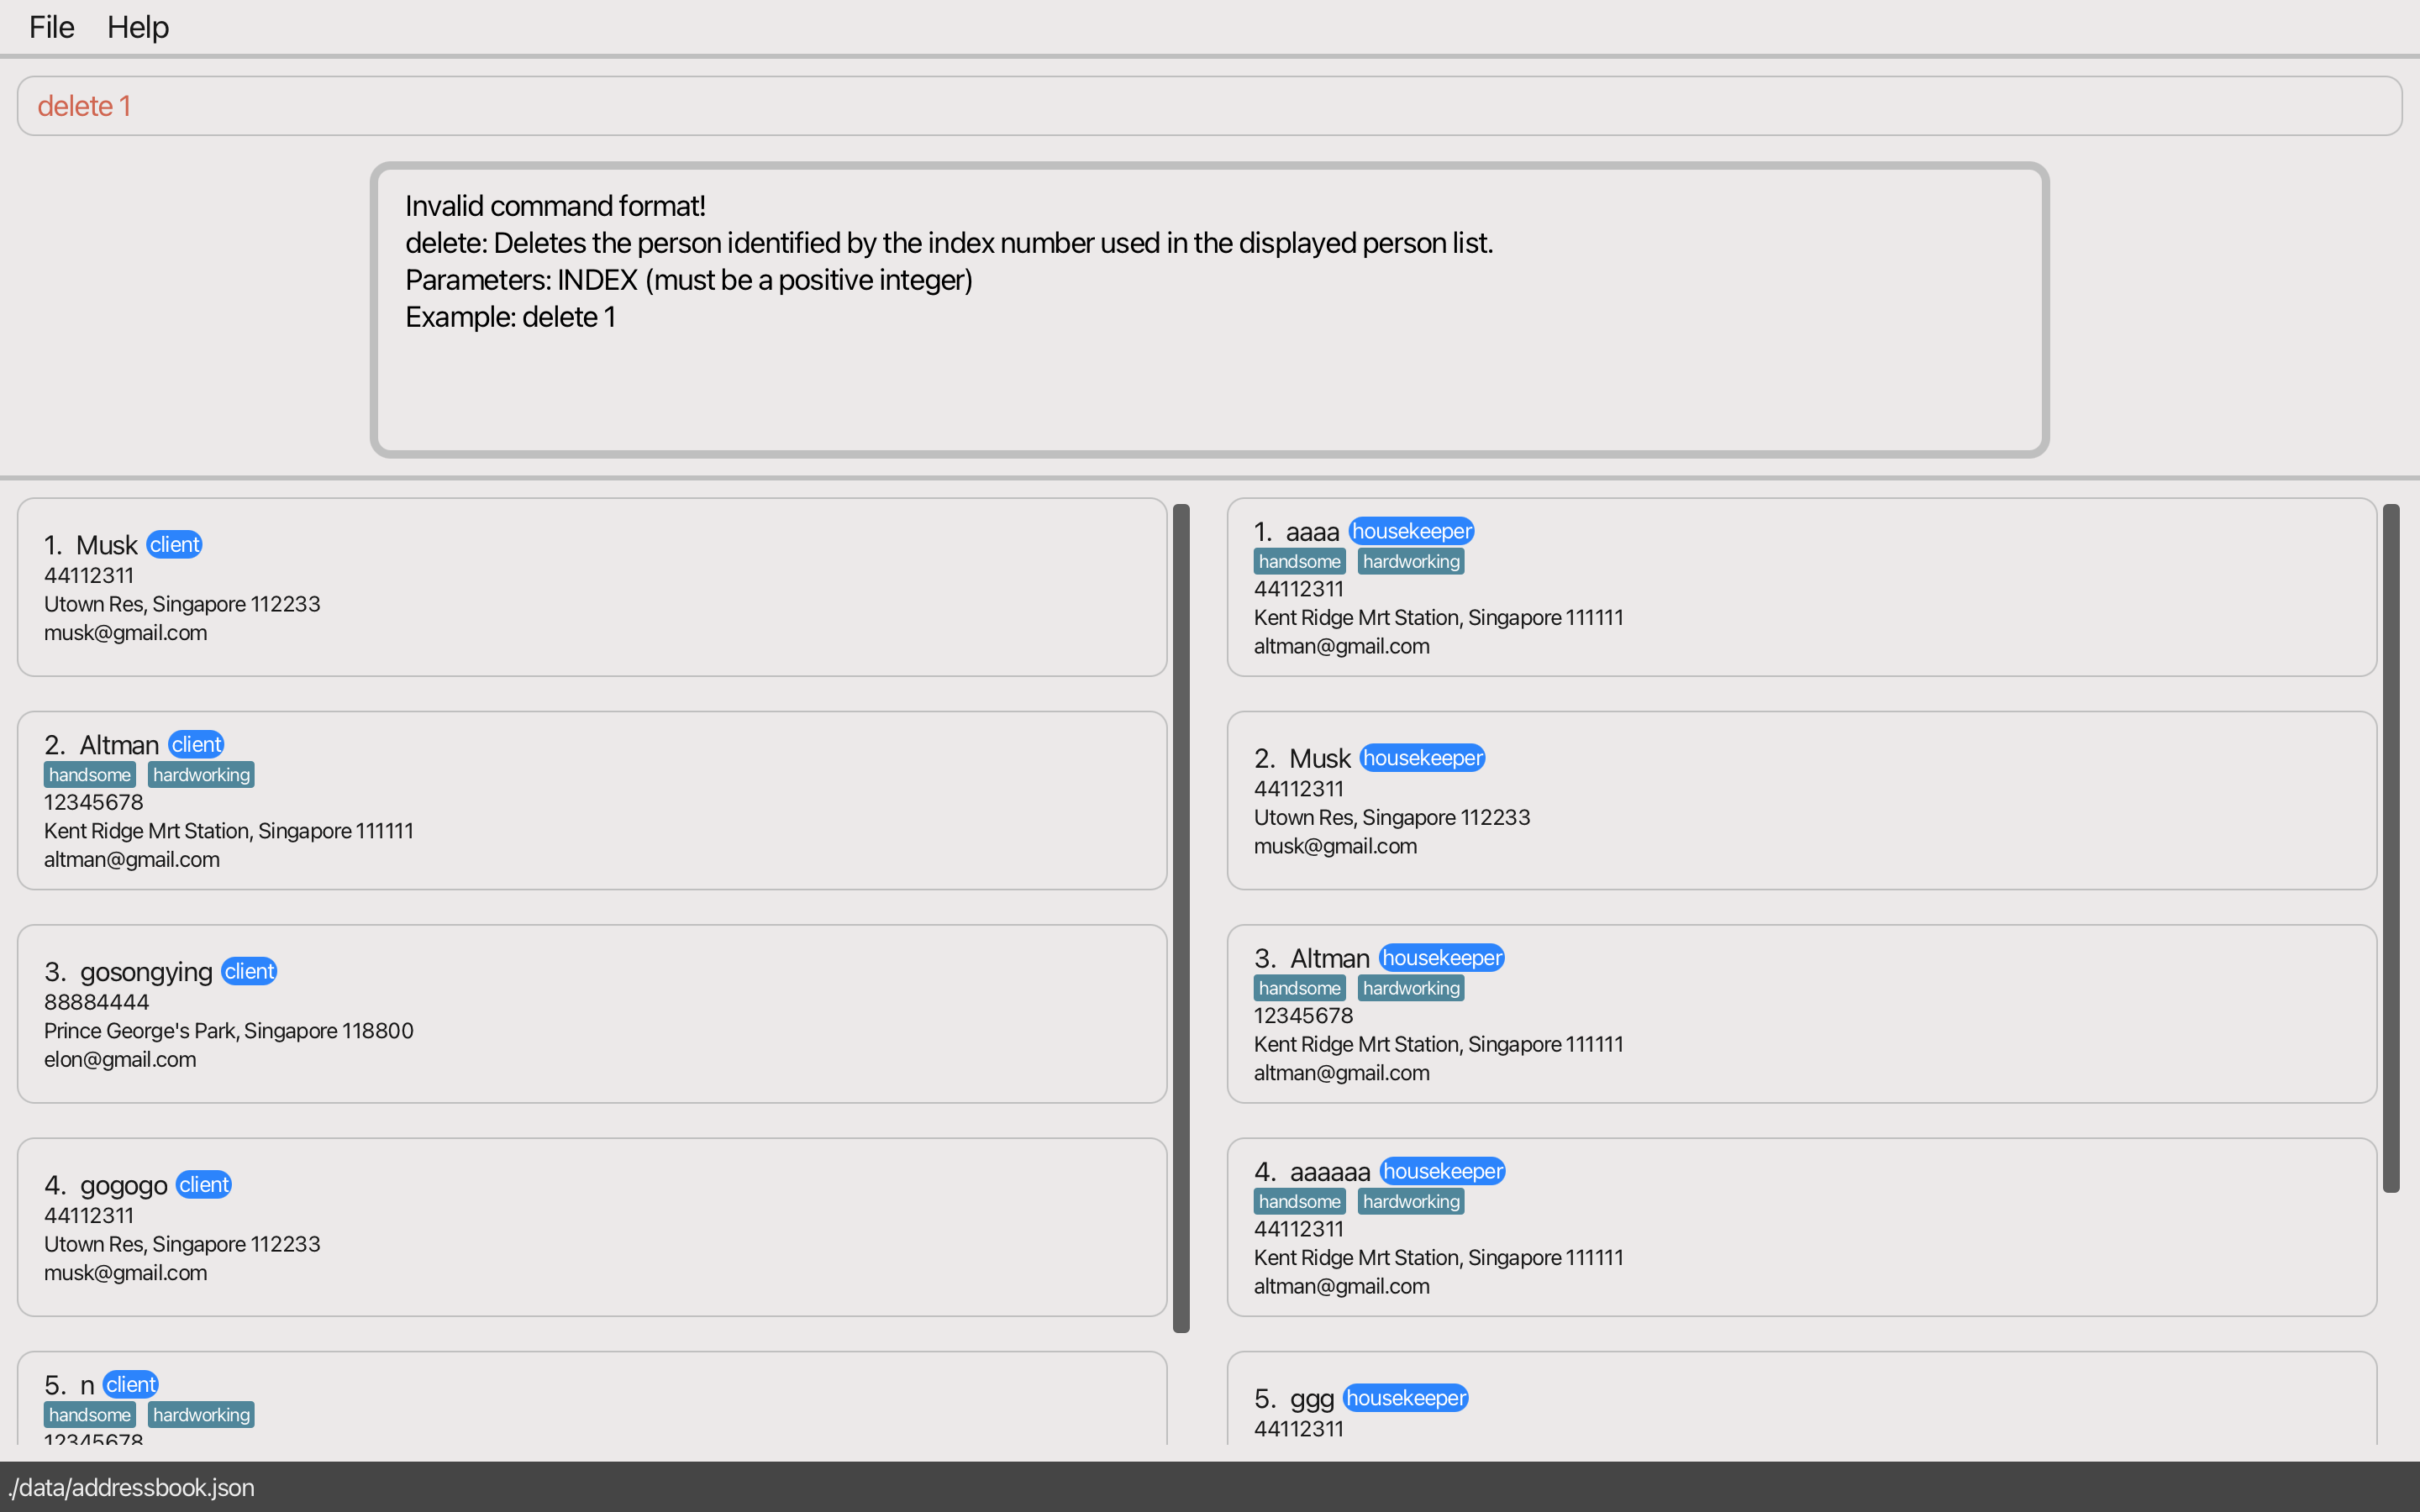 File Help
delete 1
Invalid command format!
delete: Deletes the person identified by the index number used in the displayed person list.
Parameters: INDEX (must be a positive integer)
Example: delete 1
1. Musk client
44112311
Utown Res, Singapore 112233
musk@gmail.com
2. Altman client
handsome hardworking
12345678
Kent Ridge Mrt Station, Singapore 111111
altman@gmail.com
3. gosongying client
88884444
Prince George's Park, Singapore 118800
elon@gmail.com
4. gogogo client
44112311
Utown Res, Singapore 112233
musk@gmail.com
5. n client
handsome hardworking
12345678
1. aaaa housekeeper
handsome hardworking
44112311
Kent Ridge Mrt Station, Singapore 111111
altman@gmail.com
2. Musk housekeeper
44112311
Utown Res, Singapore 112233
musk@gmail.com
3. Altman housekeeper
handsome hardworking
12345678
Kent Ridge Mrt Station, Singapore 111111
altman@gmail.com
4. aaaaaa housekeeper
handsome hardworking
44112311
Kent Ridge Mrt Station, Singapore 111111
altman@gmail.com
5. ggg housekeeper
44112311
./data/addressbook.json